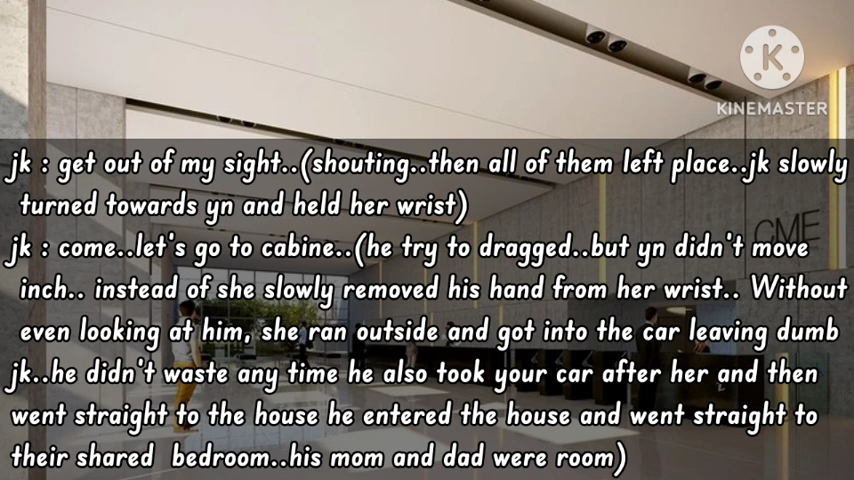 KINEMASTER
jk : get out of my sight..(shouting..then all of them left place..jk slowly
turned towards yn and held her wrist)
jk : come..let's go to cabine..(he try to dragged..but yn didn't move
inch.. instead of she slowly removed his hand from her wrist.. Without
even looking at him, she ran outside and got into the car leaving dumb
jk..he didn't waste any time he also took your car after her and then
went straight to the house he entered the house and went straight to
their shared bedroom..his mom and dad were room)
CME